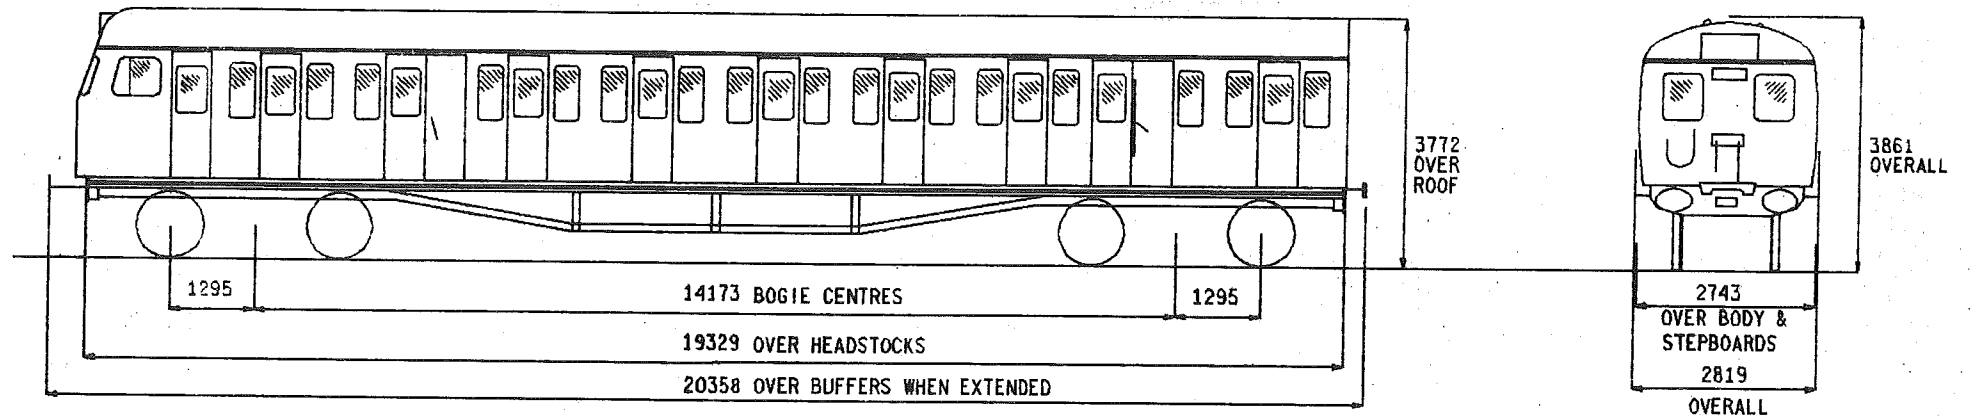 3772
OVER
ROOF
3861
OVERALL
1295
14173 BOGIE CENTRES
1295
2743
OVER BODY &
STEPBOARDS
19329 OVER HEADSTOCKS
2819
OVERALL
20358 OVER BUFFERS WHEN EXTENDED